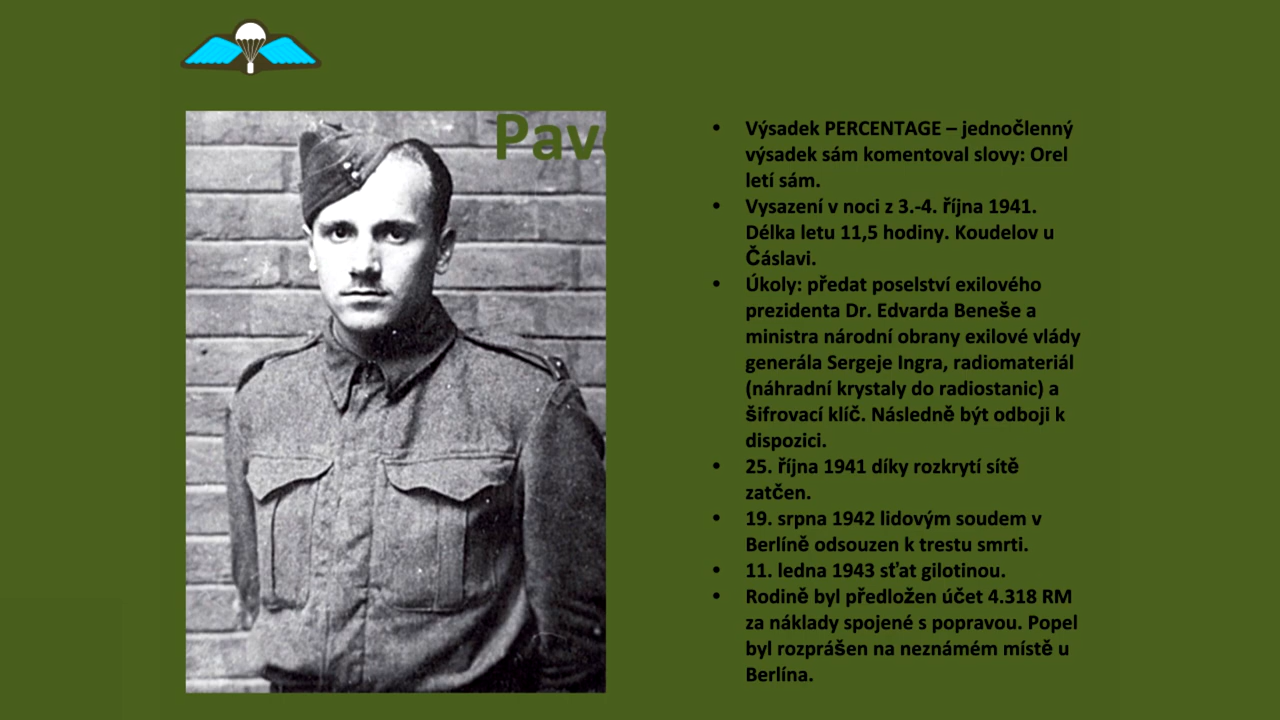 Pav
• Výsadek PERCENTAGE – jednočlenný
výsadek sám komentoval slovy: Orel
letí sám.
• Vysazení v noci z 3.-4. října 1941.
Délka letu 11,5 hodiny. Koudelov u
Čáslavi.
• Úkoly: předat poselství exilového
prezidenta Dr. Edvarda Beneše a
ministra národní obrany exilové vlády
generála Sergeje Ingra, radiomateriál
(náhradní krystaly do radiostanic) a
šifrovací klíč. Následně být odboji k
dispozici.
• 25. října 1941 díky rozkrytí sítě
zatčen.
• 19. srpna 1942 lidovým soudem v
Berlíně odsouzen k trestu smrti.
• 11. ledna 1943 sťat gilotinou.
• Rodině byl předložen účet 4.318 RM
za náklady spojené s popravou. Popel
byl rozprášen na neznámém místě u
Berlína.